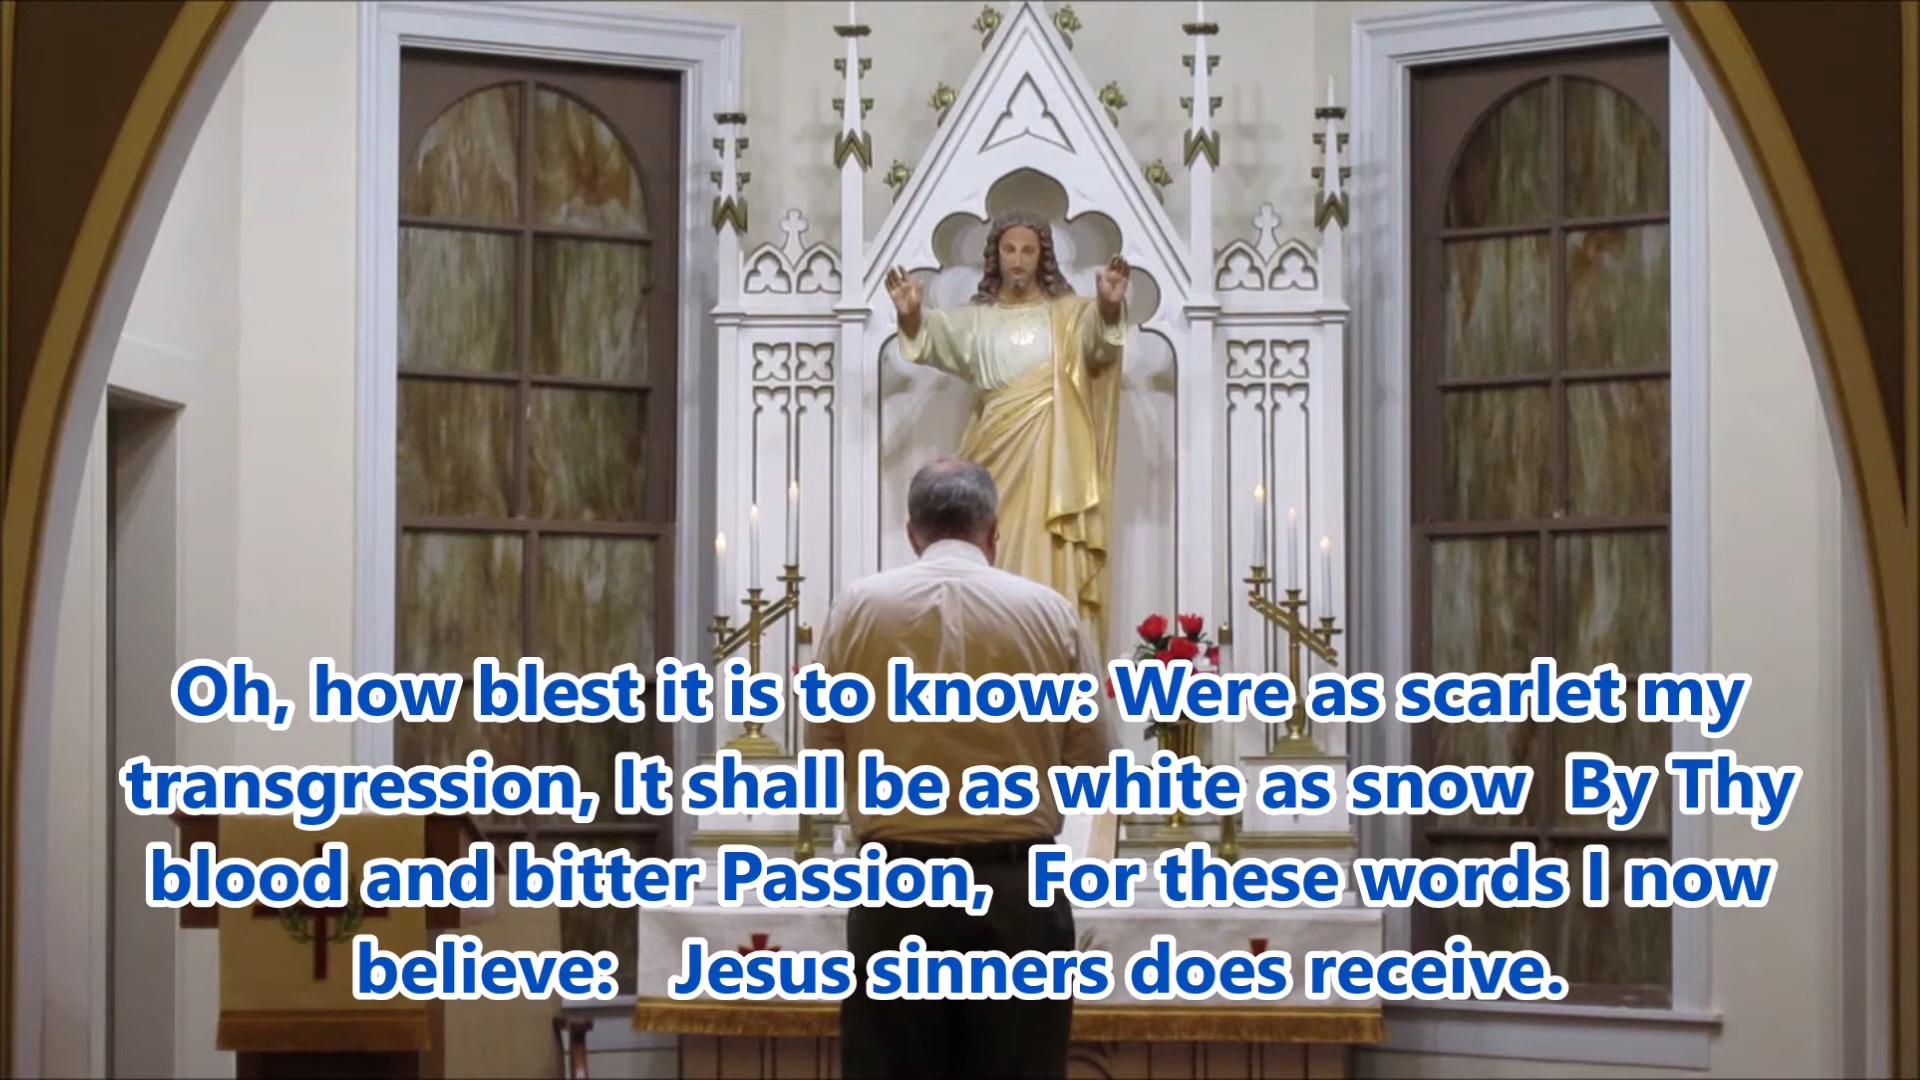 Oh, how blest it is to know: Were as scarlet my
transgression, It shall be as white as snow  By Thy
blood and bitter Passion,  For these words I now
believe:   Jesus sinners does receive.